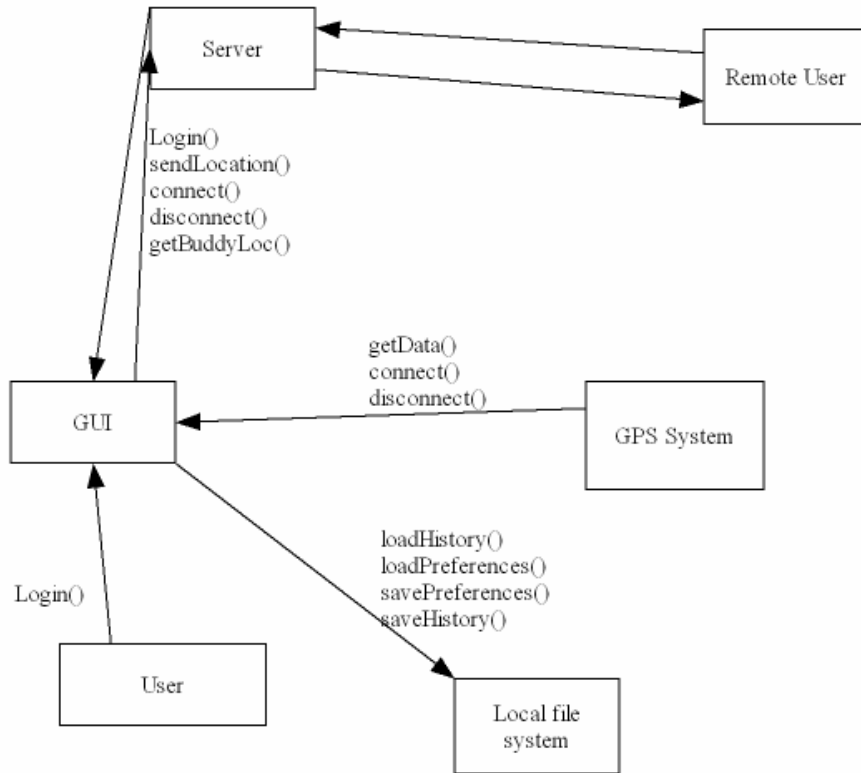 Server
Remote User
Login()
sendLocation()
connect()
disconnect()
getBuddyLoc()
getData()
connect()
disconnect()
GUI
GPS System
loadHistory()
loadPreferences()
savePreferences()
saveHistory()
Login()
User
Local file
system